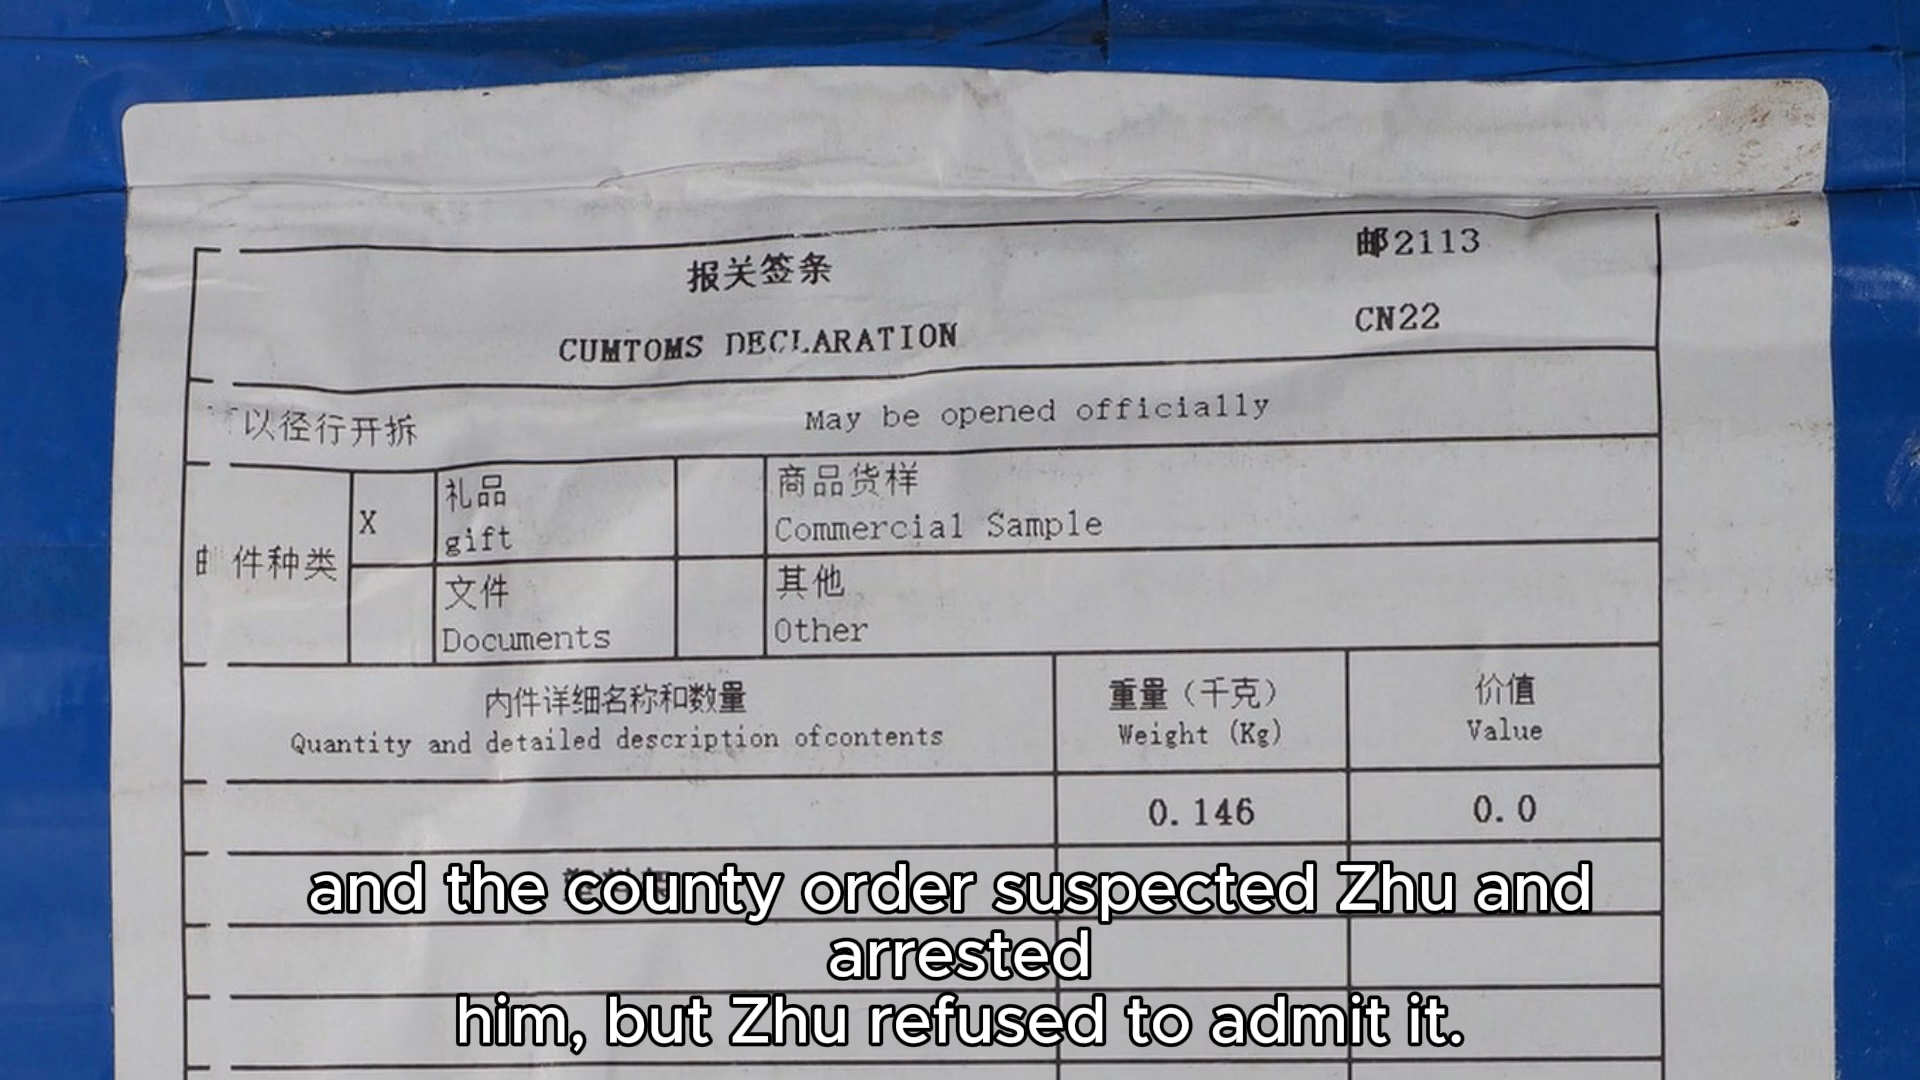 报关签条
邮2113
CUMTOMS DECLARATION
CN22
以径行开拆
May be opened officially
件种类
X
礼品
gift
商品货样
Commercial Sample
文件
Documents
其他
Other
内件详细名称和数量
Quantity and detailed description ofcontents
重量（千克）
Weight (Kg)
价值
Value
0.146
0.0
and the county order suspected Zhu and
arrested
him, but Zhu refused to admit it.